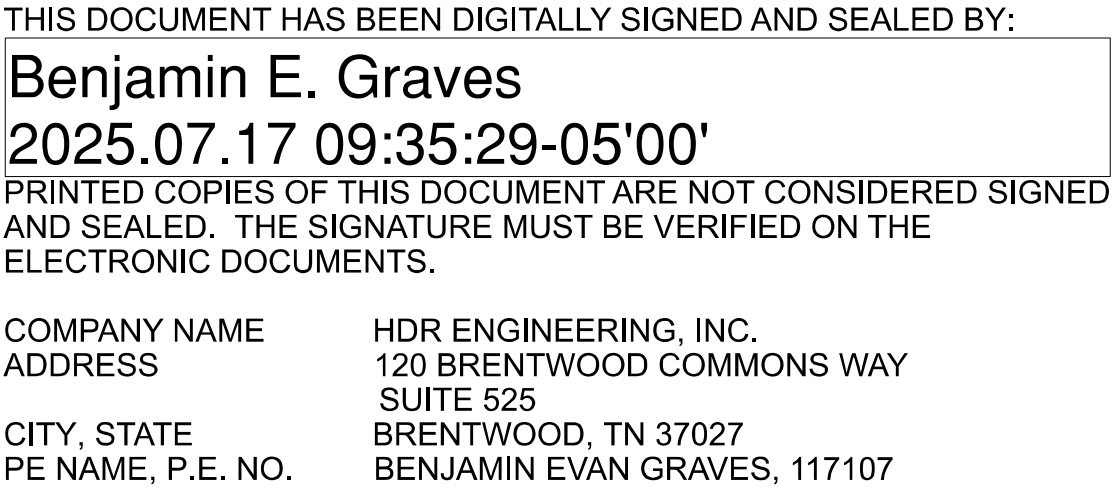 THIS DOCUMENT HAS BEEN DIGITALLY SIGNED AND SEALED BY:
Benjamin E. Graves
2025.07.17 09:35:29-05'00'
PRINTED COPIES OF THIS DOCUMENT ARE NOT CONSIDERED SIGNED
AND SEALED.  THE SIGNATURE MUST BE VERIFIED ON THE
ELECTRONIC DOCUMENTS.
COMPANY NAME HDR ENGINEERING, INC.
ADDRESS 120 BRENTWOOD COMMONS WAY
SUITE 525
CITY, STATE BRENTWOOD, TN 37027
PE NAME, P.E. NO. BENJAMIN EVAN GRAVES, 117107